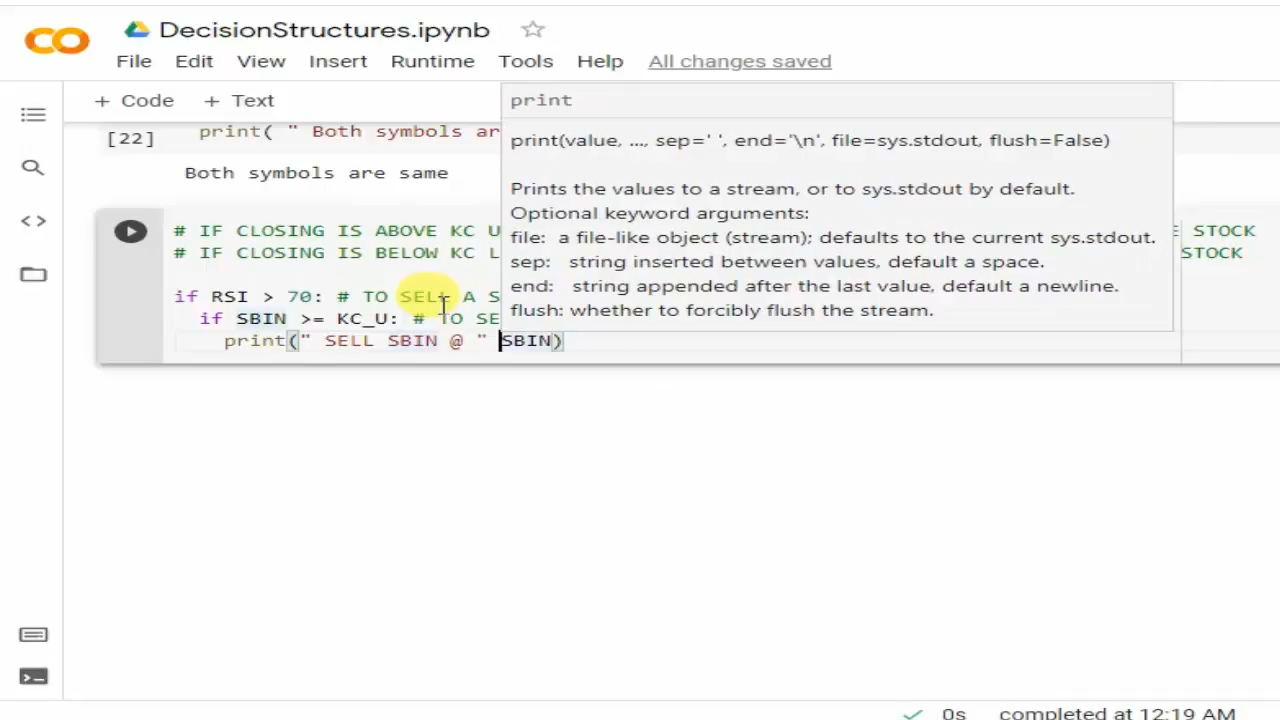 DecisionStructures.ipynb
File Edit View Insert Runtime Tools Help All changes saved
+ Code + Text
print
[22] print( " Both symbols ar
print(value, ..., sep=' ', end='\n', file=sys.stdout, flush=False)
Both symbols are same
Prints the values to a stream, or to sys.stdout by default.
Optional keyword arguments:
file: a file-like object (stream); defaults to the current sys.stdout.
sep: string inserted between values, default a space.
end: string appended after the last value, default a newline.
flush: whether to forcibly flush the stream.
# IF CLOSING IS ABOVE KC U STOCK
# IF CLOSING IS BELOW KC L STOCK
if RSI > 70: # TO SELL A S
if SBIN >= KC_U: # TO SE
print(" SELL SBIN @ " SBIN)
0s completed at 12:19 AM